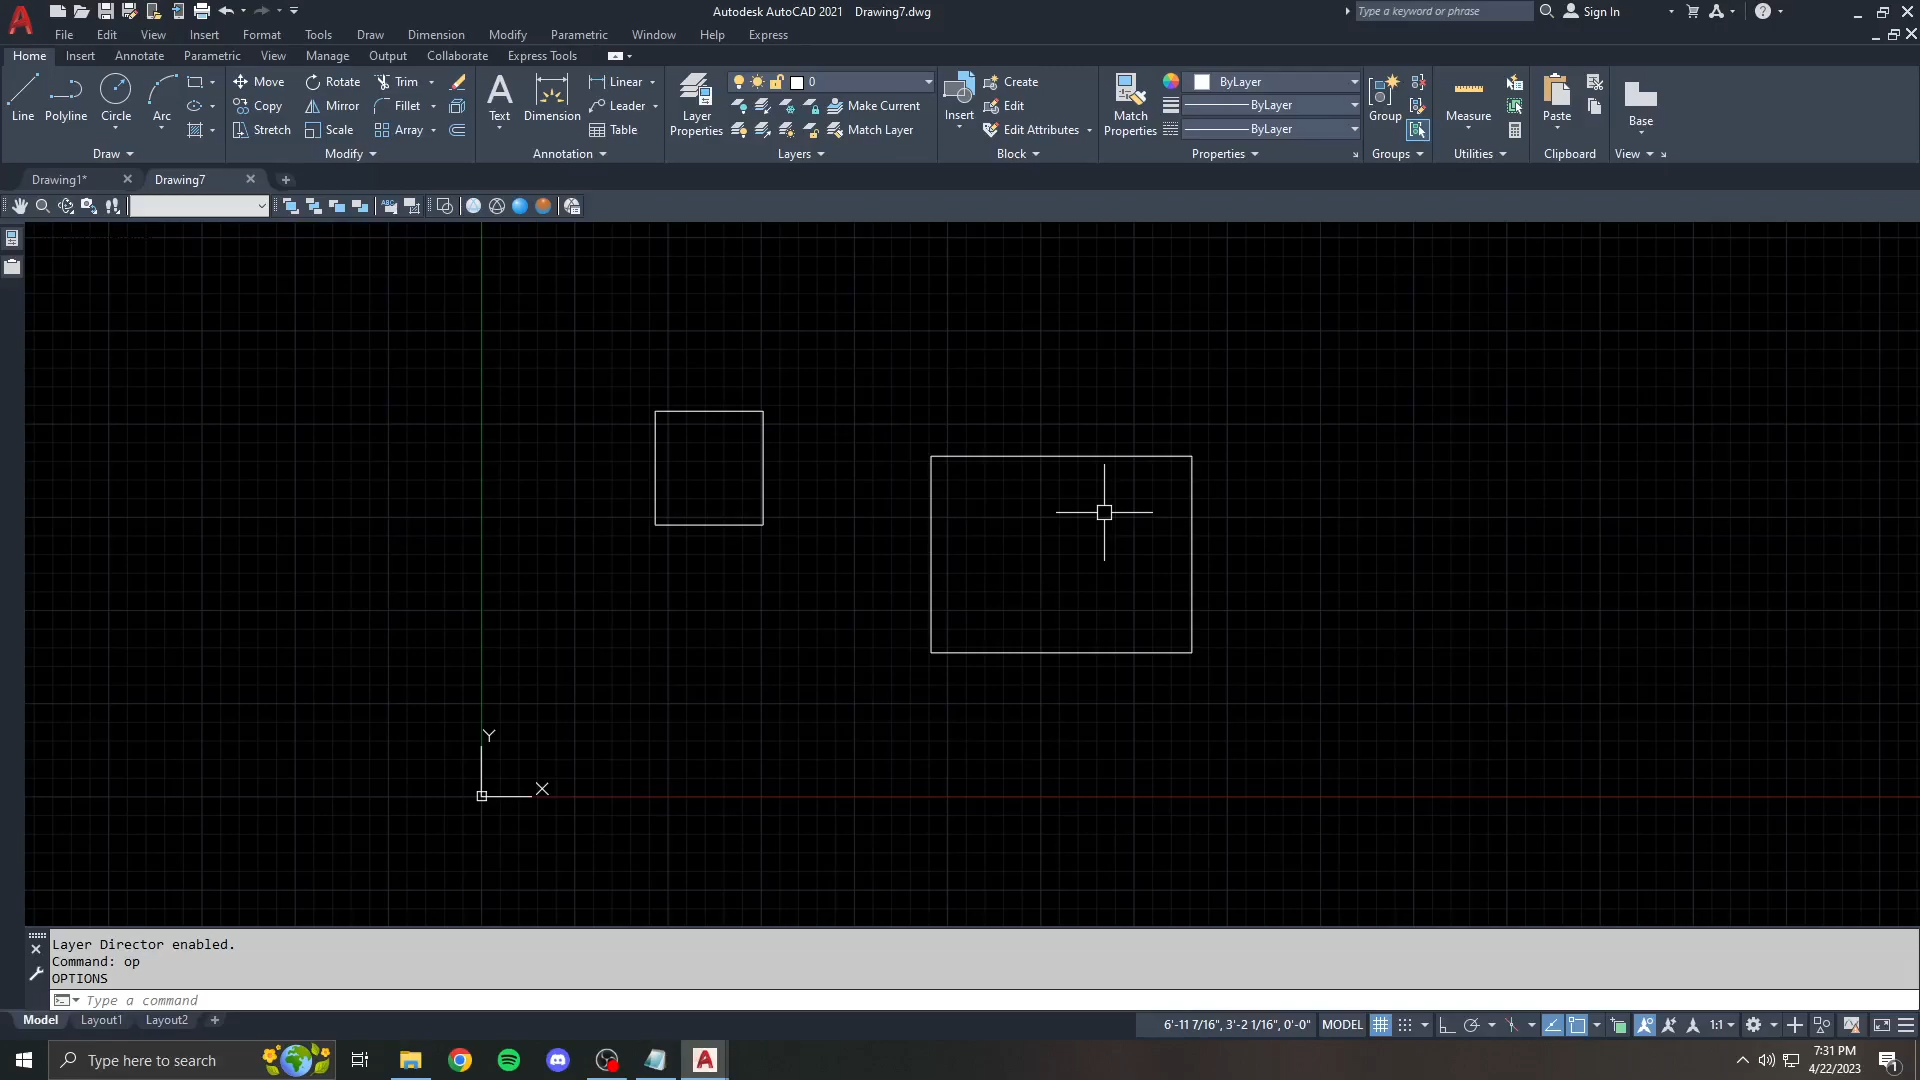 Autodesk AutoCAD 2021 Drawing7.dwg
Type a keyword or phrase
Sign In
File Edit View Insert Format Tools Draw Dimension Modify Parametric Window Help Express
Home Insert Annotate Parametric View Manage Output Collaborate Express Tools
Line
Polyline
Circle
Arc
Move
Rotate
Trim
Copy
Mirror
Fillet
Stretch
Scale
Array
Text
Dimension
Linear
Leader
Table
Layer
Properties
0
Make Current
Match Layer
Insert
Create
Edit
Edit Attributes
Match
Properties
ByLayer
ByLayer
ByLayer
Group
Measure
Paste
Base
Draw
Modify
Annotation
Layers
Block
Properties
Groups
Utilities
Clipboard
View
Drawing1*
Drawing7
ABC
Y
X
Layer Director enabled.
Command: op
OPTIONS
Type a command
Model
Layout1
Layout2
6'-11 7/16", 3'-2 1/16", 0'-0"
MODEL
1:1
Type here to search
7:31 PM
4/22/2023
1